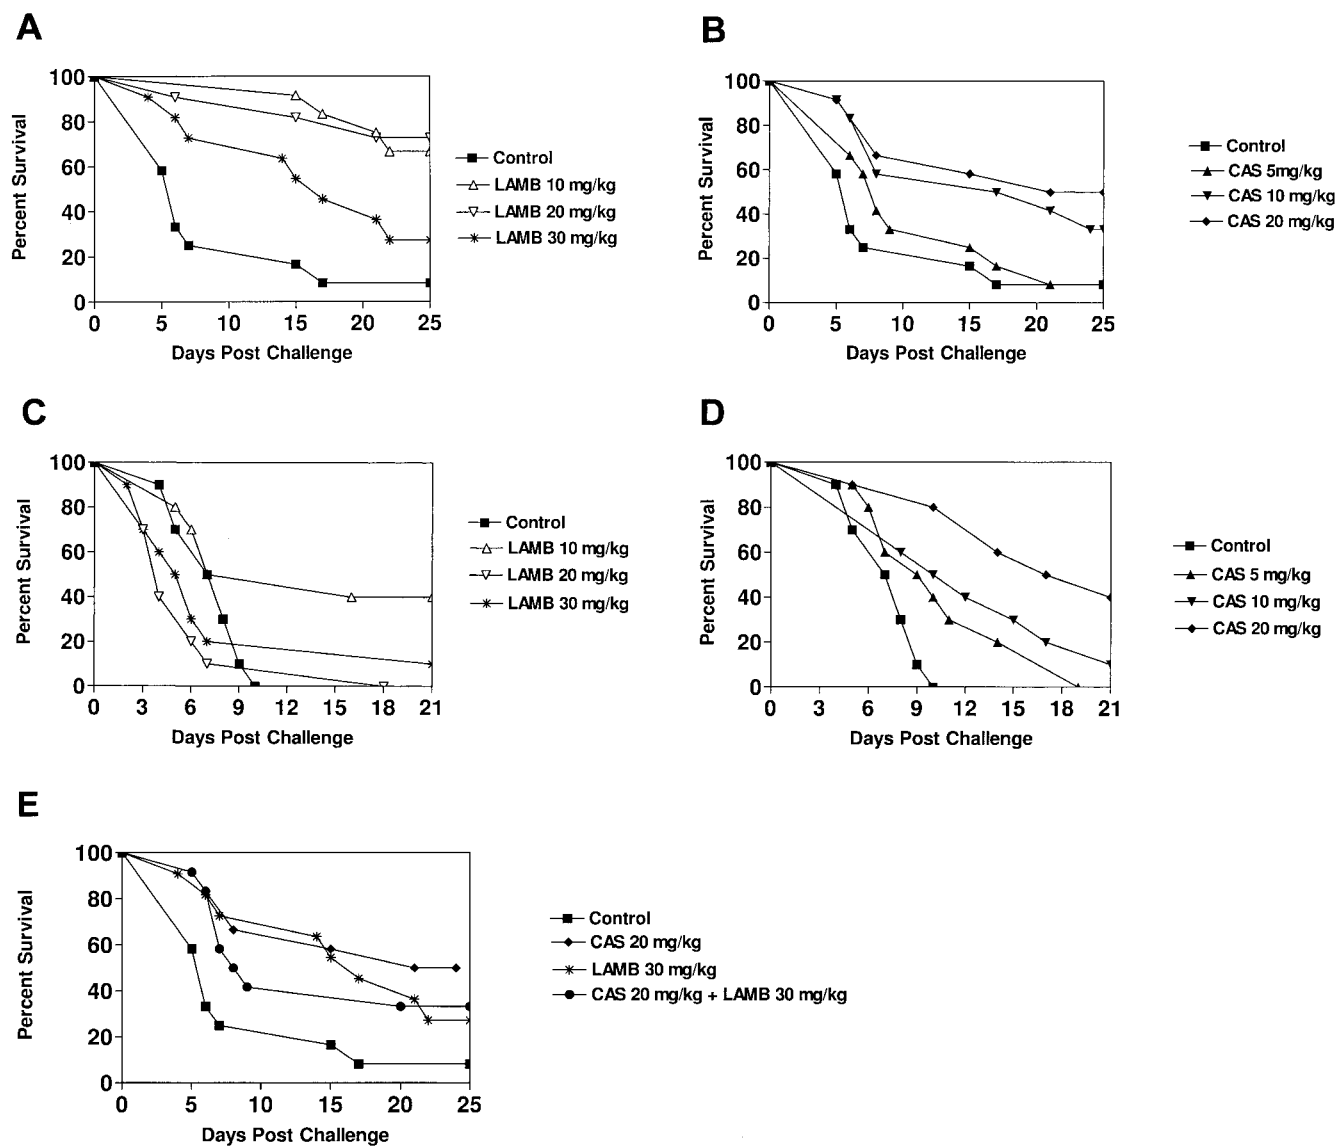 A
Percent Survival
100
80
60
40
20
0
0 5 10 15 20 25
Days Post Challenge
Control
LAMB 10 mg/kg
LAMB 20 mg/kg
LAMB 30 mg/kg
B
Percent Survival
100
80
60
40
20
0
0 5 10 15 20 25
Days Post Challenge
Control
CAS 5mg/kg
CAS 10 mg/kg
CAS 20 mg/kg
C
Percent Survival
100
80
60
40
20
0
0 3 6 9 12 15 18 21
Days Post Challenge
Control
LAMB 10 mg/kg
LAMB 20 mg/kg
LAMB 30 mg/kg
D
Percent Survival
100
80
60
40
20
0
0 3 6 9 12 15 18 21
Days Post Challenge
Control
CAS 5 mg/kg
CAS 10 mg/kg
CAS 20 mg/kg
E
Percent Survival
100
80
60
40
20
0
0 5 10 15 20 25
Days Post Challenge
Control
CAS 20 mg/kg
LAMB 30 mg/kg
CAS 20 mg/kg + LAMB 30 mg/kg